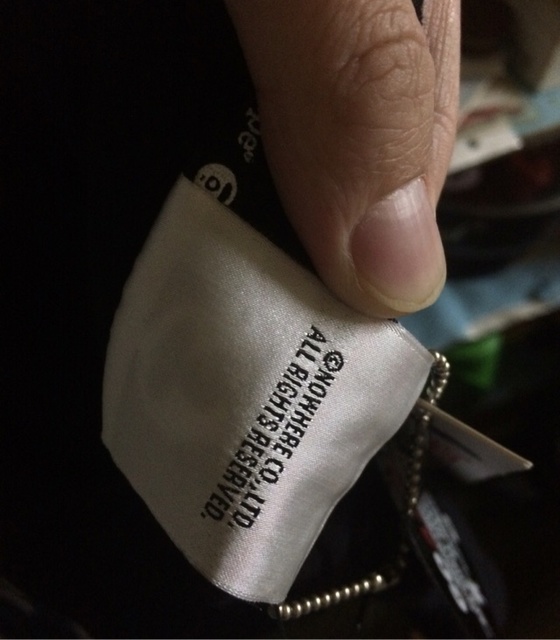 ©NOWHERE CO., LTD.
ALL RIGHTS RESERVED.